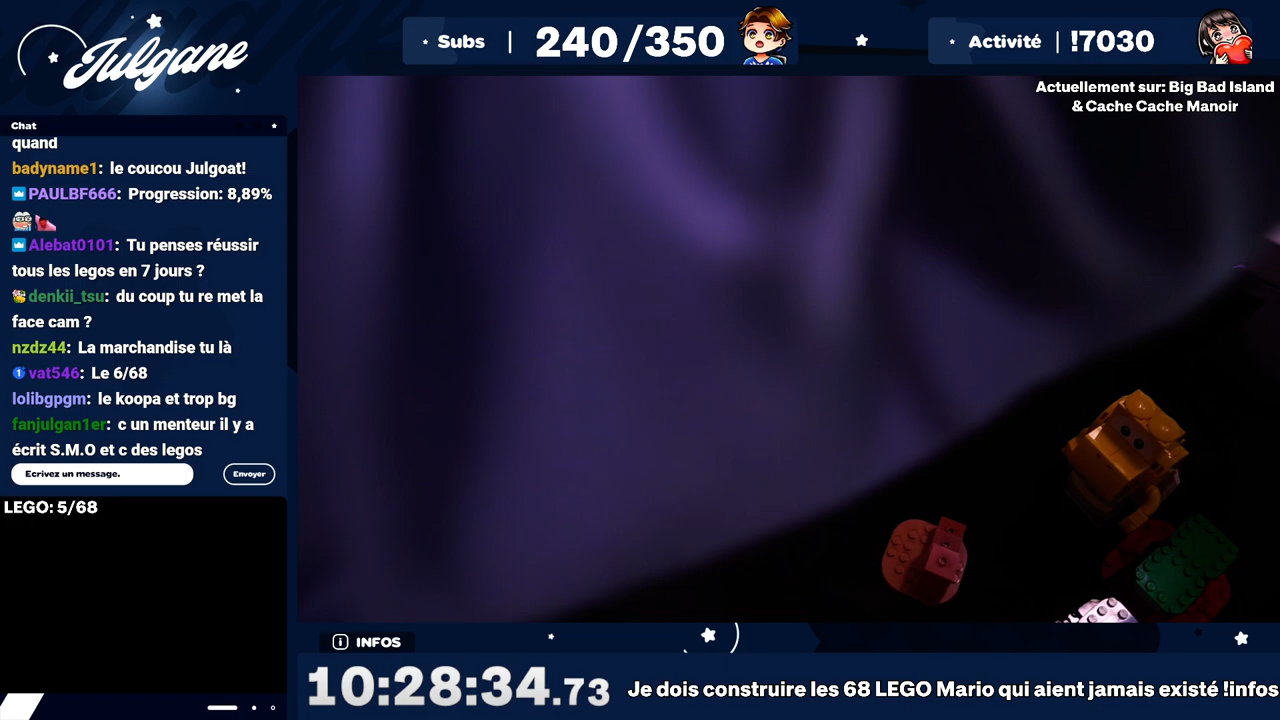 Julgane
Subs | 240/350
Activité | !7030
Actuellement sur: Big Bad Island
& Cache Cache Manoir
Chat
quand
badyname1: le coucou Julgoat!
PAULBF666: Progression: 8,89%
Alebat0101: Tu penses réussir
tous les legos en 7 jours ?
denkii_tsu: du coup tu re met la
face cam ?
nzdz44: La marchandise tu là
1 vat546: Le 6/68
lolibgpgm: le koopa et trop bg
fanjulgan1er: c un menteur il y a
écrit S.M.O et c des legos
Ecrivez un message.
Envoyer
LEGO: 5/68
i INFOS
10:28:34.73
Je dois construire les 68 LEGO Mario qui aient jamais existé !infos